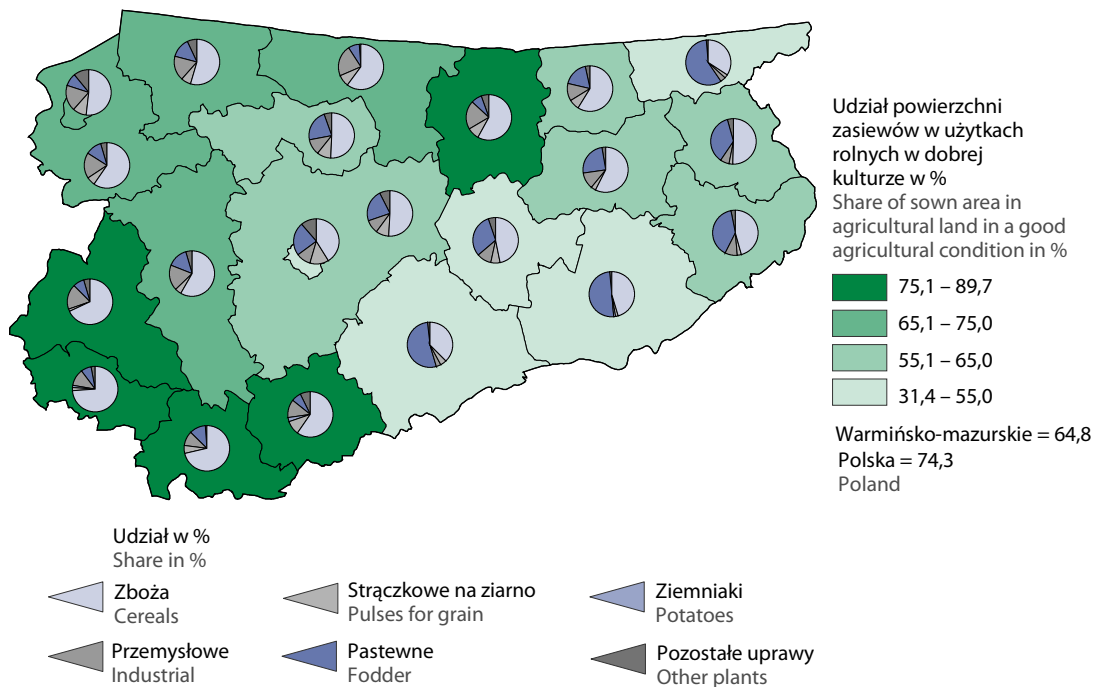 Udział powierzchni
zasiewów w użytkach
rolnych w dobrej
kulturze w %
Share of sown area in
agricultural land in a good
agricultural condition in %
75,1 – 89,7
65,1 – 75,0
55,1 – 65,0
31,4 – 55,0
Warmińsko-mazurskie = 64,8
Polska = 74,3
Poland
Udział w %
Share in %
Zboża
Cereals
Strączkowe na ziarno
Pulses for grain
Ziemniaki
Potatoes
Przemysłowe
Industrial
Pastewne
Fodder
Pozostałe uprawy
Other plants